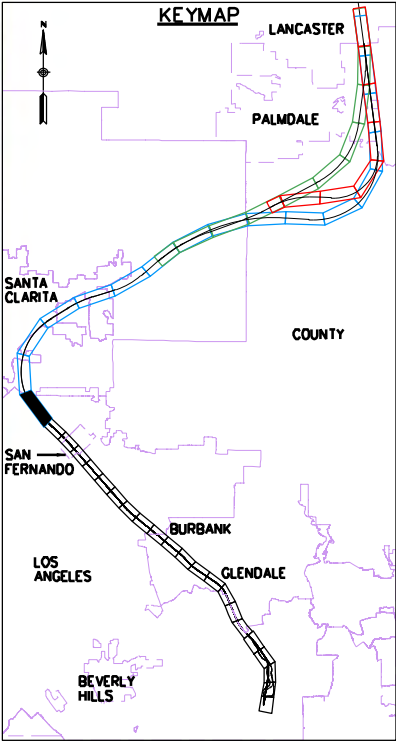 KEYMAP
LANCASTER
N
PALMDALE
SANTA
CLARITA
COUNTY
SAN
FERNANDO
BURBANK
LOS
ANGELES
GLENDALE
BEVERLY
HILLS